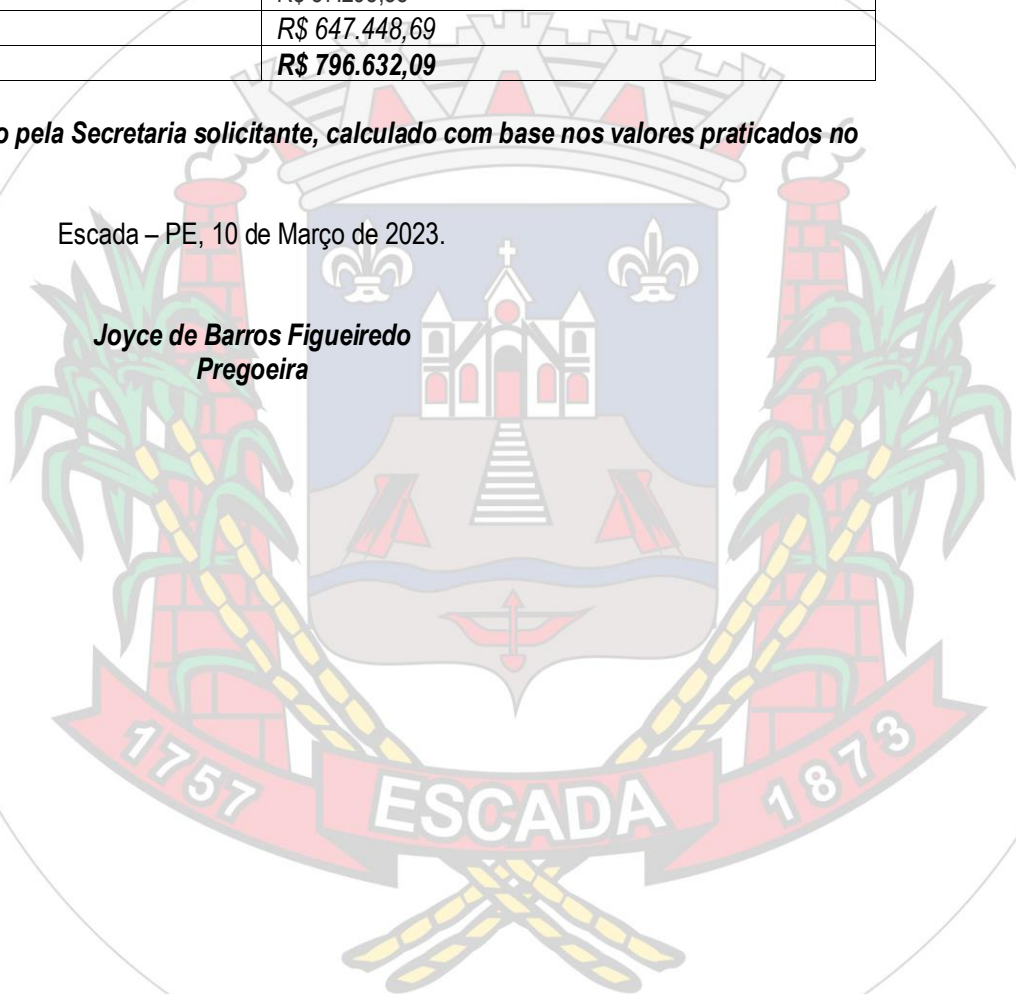 R$ 647.448,69
R$ 796.632,09
o pela Secretaria solicitante, calculado com base nos valores praticados no
Escada – PE, 10 de Março de 2023.
Joyce de Barros Figueiredo
Pregoeira
1757
ESCADA
1873